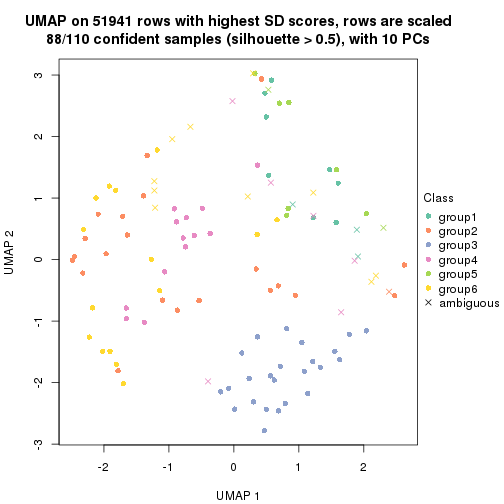 UMAP on 51941 rows with highest SD scores, rows are scaled
88/110 confident samples (silhouette > 0.5), with 10 PCs
3
2
1
0
-1
-2
-3
UMAP 2
-2
-1
0
1
2
UMAP 1
Class
group1
group2
group3
group4
group5
group6
ambiguous